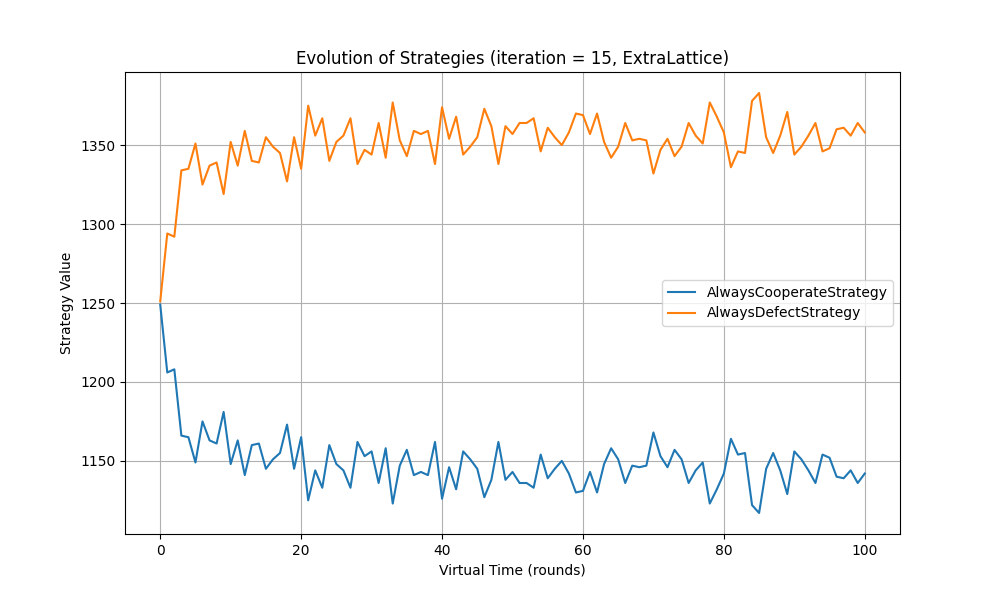 Evolution of Strategies (iteration = 15, ExtraLattice)
Strategy Value
1350
1300
1250
1200
1150
AlwaysCooperateStrategy
AlwaysDefectStrategy
0 20 40 60 80 100
Virtual Time (rounds)